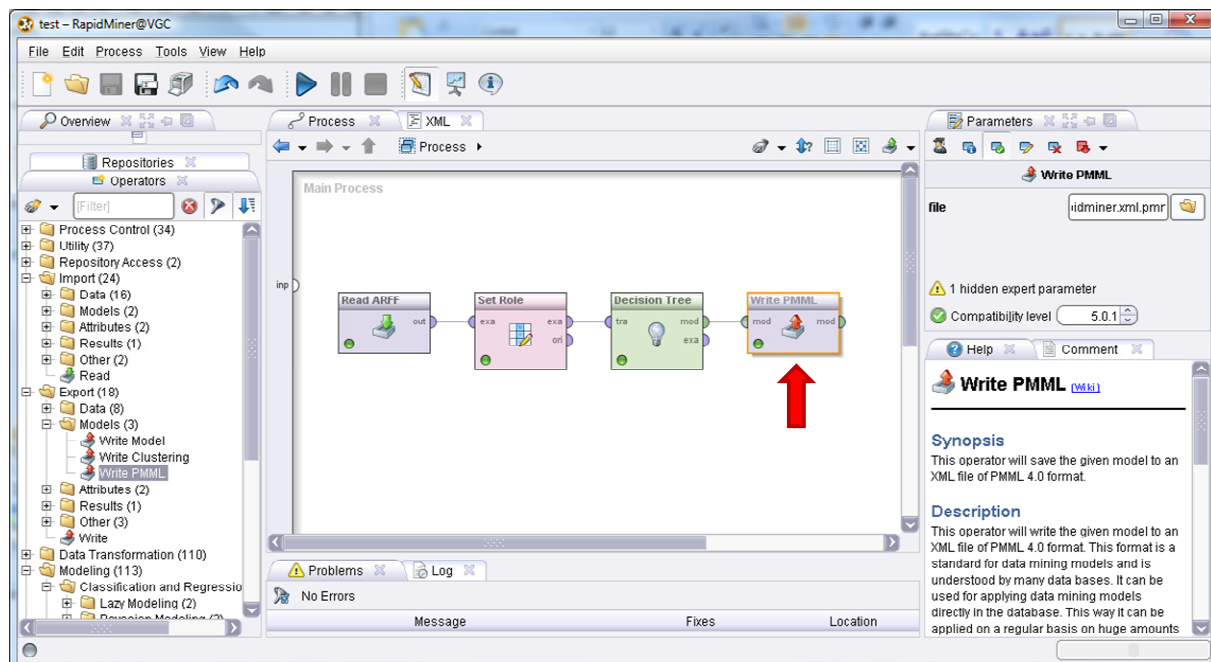 test – RapidMiner@VGC
File Edit Process Tools View Help
Overview
Repositories
Operators
[Filter]
Process Control (34)
Utility (37)
Repository Access (2)
Import (24)
Data (16)
Models (2)
Attributes (2)
Results (1)
Other (2)
Read
Export (18)
Data (8)
Models (3)
Write Model
Write Clustering
Write PMML
Attributes (2)
Results (1)
Other (3)
Write
Data Transformation (110)
Modeling (113)
Classification and Regressio
Lazy Modeling (2)
Process XML
Process
Main Process
inp
Read ARFF
out
Set Role
exa exa
ori
Decision Tree
tra mod
exa
Write PMML
mod mod
Problems Log
No Errors
Message Fixes Location
Parameters
Write PMML
file iidminer.xml.pmr
1 hidden expert parameter
Compatibility level 5.0.1
Help Comment
Write PMML (Wiki)
Synopsis
This operator will save the given model to an
XML file of PMML 4.0 format.
Description
This operator will write the given model to an
XML file of PMML 4.0 format. This format is a
standard for data mining models and is
understood by many data bases. It can be
used for applying data mining models
directly in the database. This way it can be
applied on a regular basis on huge amounts